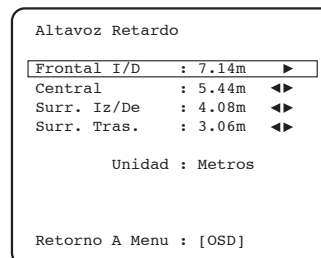 Altavoz Retardo
Frontal I/D : 7.14m ▶
Central : 5.44m ◀▶
Surr. Iz/De : 4.08m ◀▶
Surr. Tras. : 3.06m ◀▶
Unidad : Metros
Retorno A Menu : [OSD]